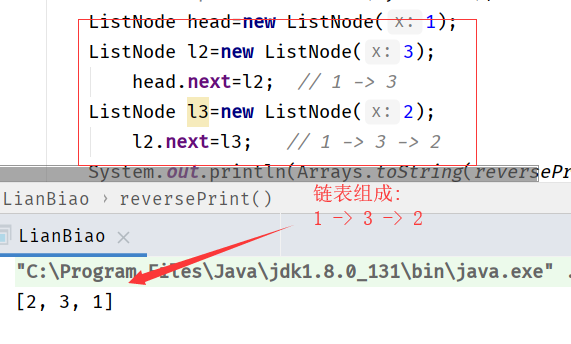 ListNode head=new ListNode( x: 1);
ListNode l2=new ListNode( x: 3);
head.next=l2;  // 1 -> 3
ListNode l3=new ListNode( x: 2);
l2.next=l3;   // 1 -> 3 -> 2
System.out.println(Arrays.toString(reversePr
LianBiao › reversePrint()
链表组成:
1 -> 3 -> 2
LianBiao ×
"C:\Program Files\Java\jdk1.8.0_131\bin\java.exe" .
[2, 3, 1]